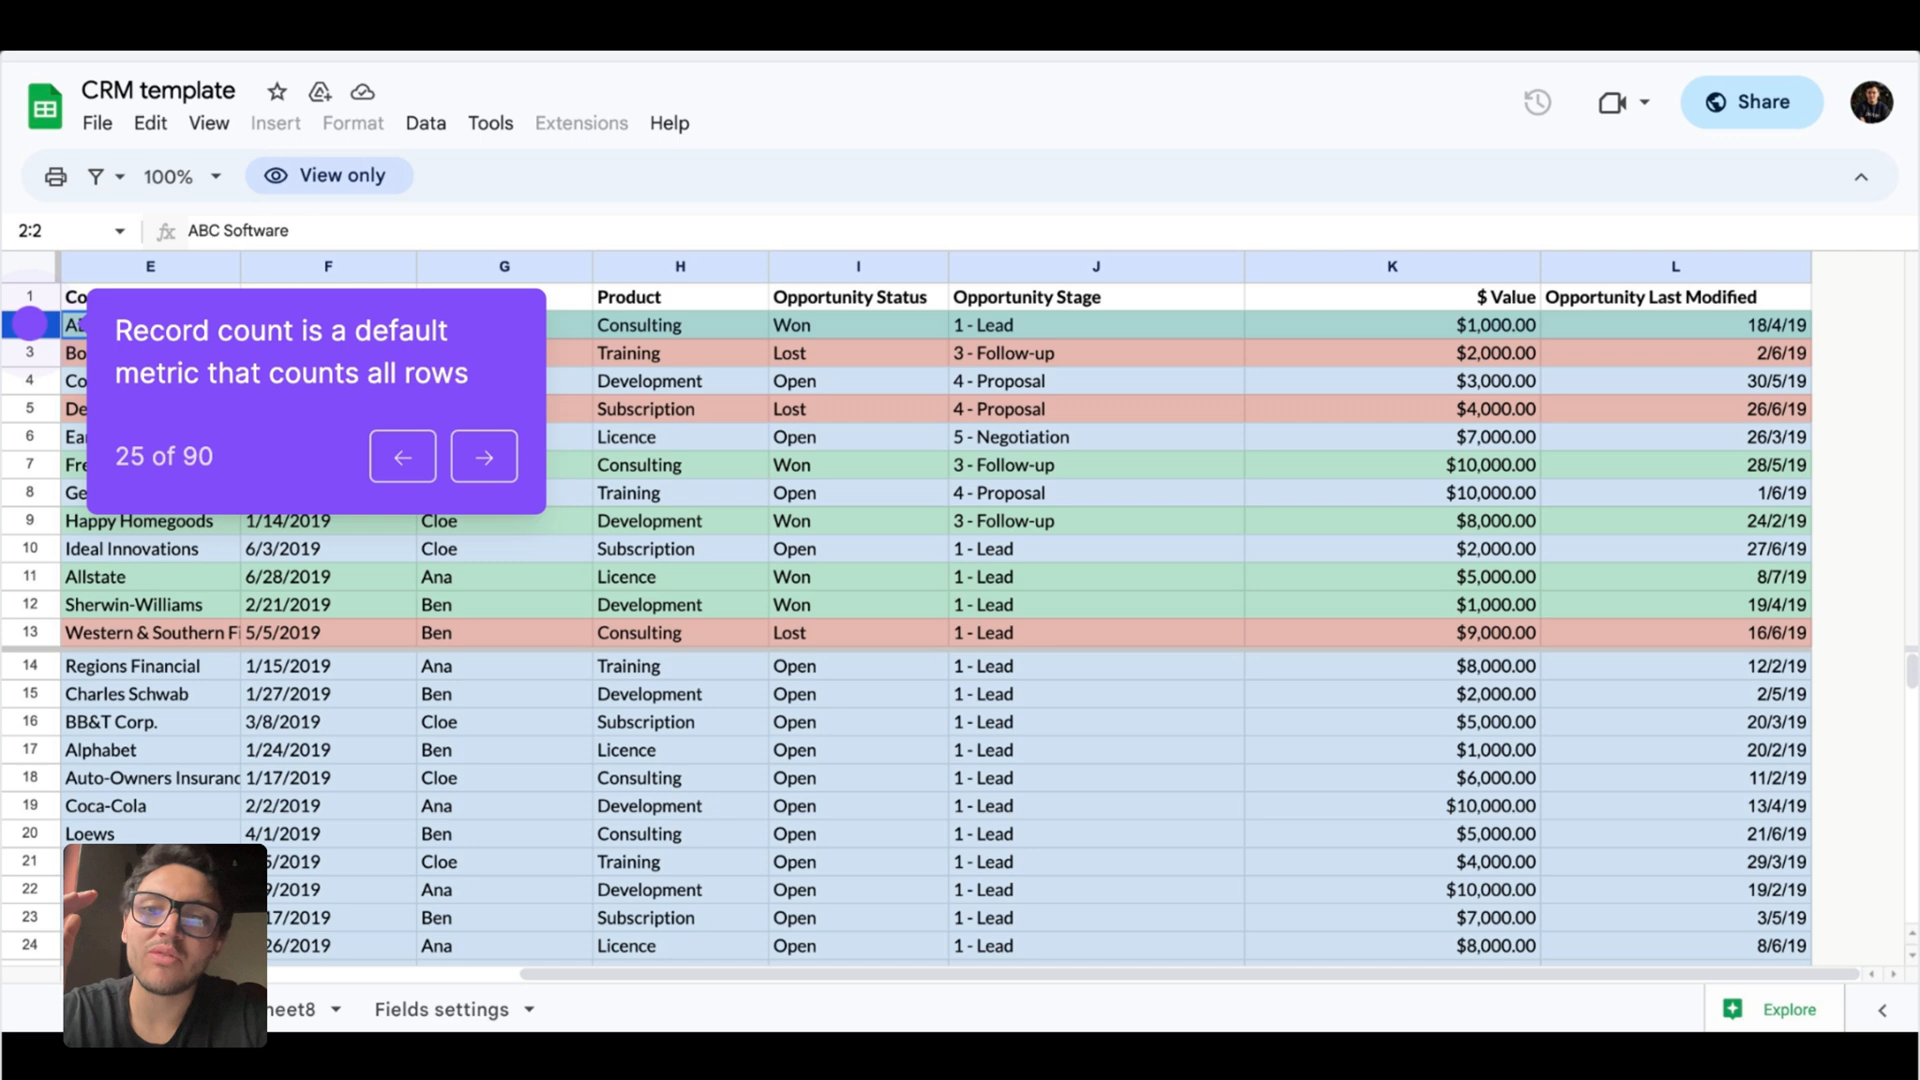 CRM template
File Edit View Insert Format Data Tools Extensions Help
Share
100% View only
2:2 fx ABC Software
E F G H I J K L
1 Co Product Opportunity Status Opportunity Stage $ Value Opportunity Last Modified
Consulting Won 1 - Lead $1,000.00 18/4/19
3 Bo Training Lost 3 - Follow-up $2,000.00 2/6/19
4 Co Development Open 4 - Proposal $3,000.00 30/5/19
5 De Subscription Lost 4 - Proposal $4,000.00 26/6/19
6 Ea Licence Open 5 - Negotiation $7,000.00 26/3/19
7 Fre Consulting Won 3 - Follow-up $10,000.00 28/5/19
8 Ge Training Open 4 - Proposal $10,000.00 1/6/19
Record count is a default
metric that counts all rows
25 of 90
9 Happy Homegoods 1/14/2019 Cloe Development Won 3 - Follow-up $8,000.00 24/2/19
10 Ideal Innovations 6/3/2019 Cloe Subscription Open 1 - Lead $2,000.00 27/6/19
11 Allstate 6/28/2019 Ana Licence Won 1 - Lead $5,000.00 8/7/19
12 Sherwin-Williams 2/21/2019 Ben Development Won 1 - Lead $1,000.00 19/4/19
13 Western & Southern Fi 5/5/2019 Ben Consulting Lost 1 - Lead $9,000.00 16/6/19
14 Regions Financial 1/15/2019 Ana Training Open 1 - Lead $8,000.00 12/2/19
15 Charles Schwab 1/27/2019 Ben Development Open 1 - Lead $2,000.00 2/5/19
16 BB&T Corp. 3/8/2019 Cloe Subscription Open 1 - Lead $5,000.00 20/3/19
17 Alphabet 1/24/2019 Ben Licence Open 1 - Lead $1,000.00 20/2/19
18 Auto-Owners Insuranc 1/17/2019 Cloe Consulting Open 1 - Lead $6,000.00 11/2/19
19 Coca-Cola 2/2/2019 Ana Development Open 1 - Lead $10,000.00 13/4/19
20 Loews 4/1/2019 Ben Consulting Open 1 - Lead $5,000.00 21/6/19
21 5/2019 Cloe Training Open 1 - Lead $4,000.00 29/3/19
22 9/2019 Ana Development Open 1 - Lead $10,000.00 19/2/19
23 17/2019 Ben Subscription Open 1 - Lead $7,000.00 3/5/19
24 26/2019 Ana Licence Open 1 - Lead $8,000.00 8/6/19
heet8 Fields settings Explore